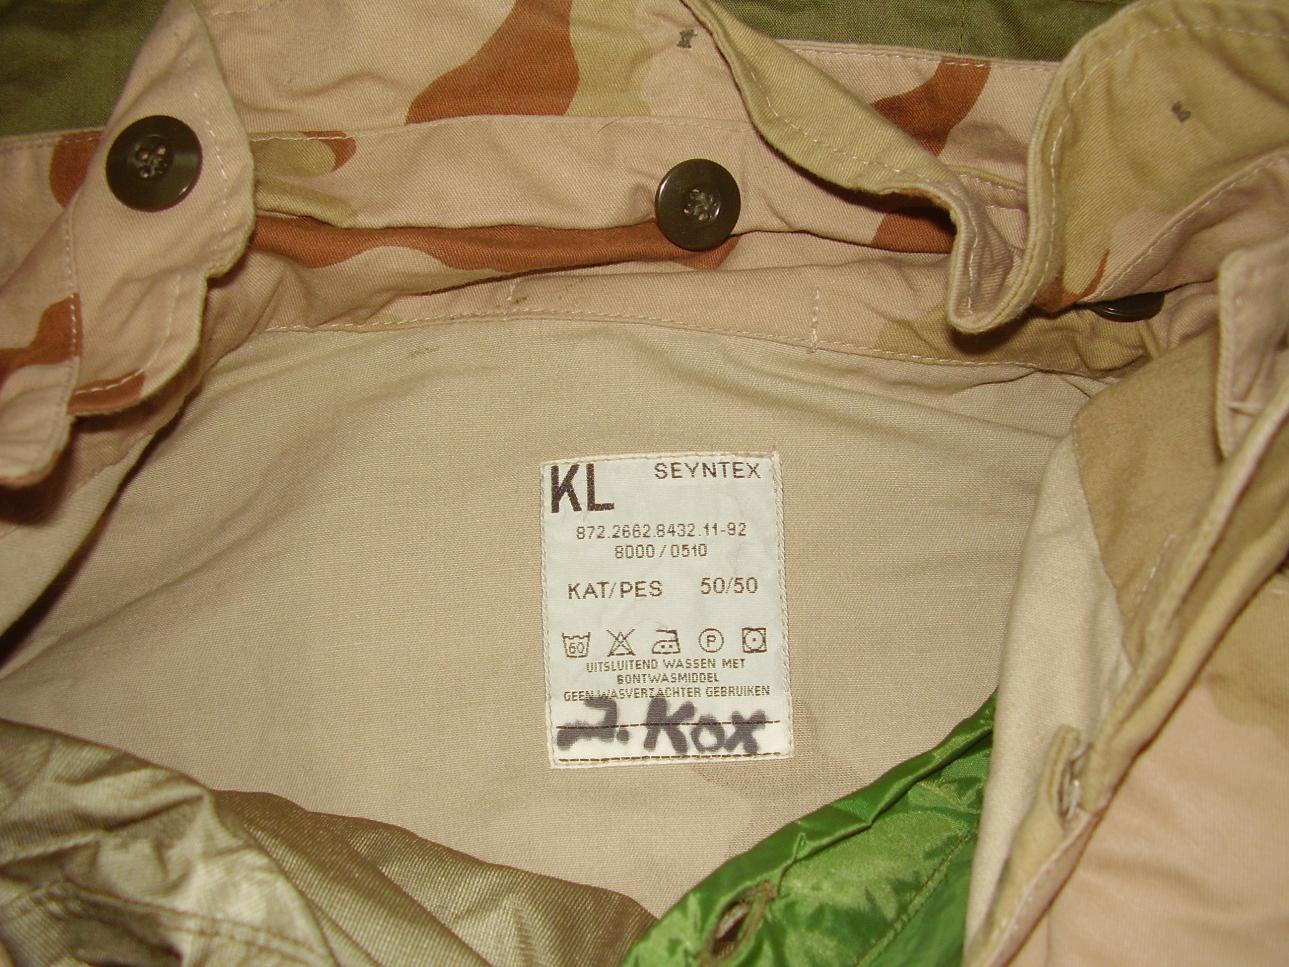 KL SEYNTEX
872.2662.8432.11-92
8000 / 0510
KAT/PES 50/50
60 P
UITSLUITEND WASSEN MET
BONTWASMIDDEL
GEEN WASVERZACHTER GEBRUIKEN
J. Kox